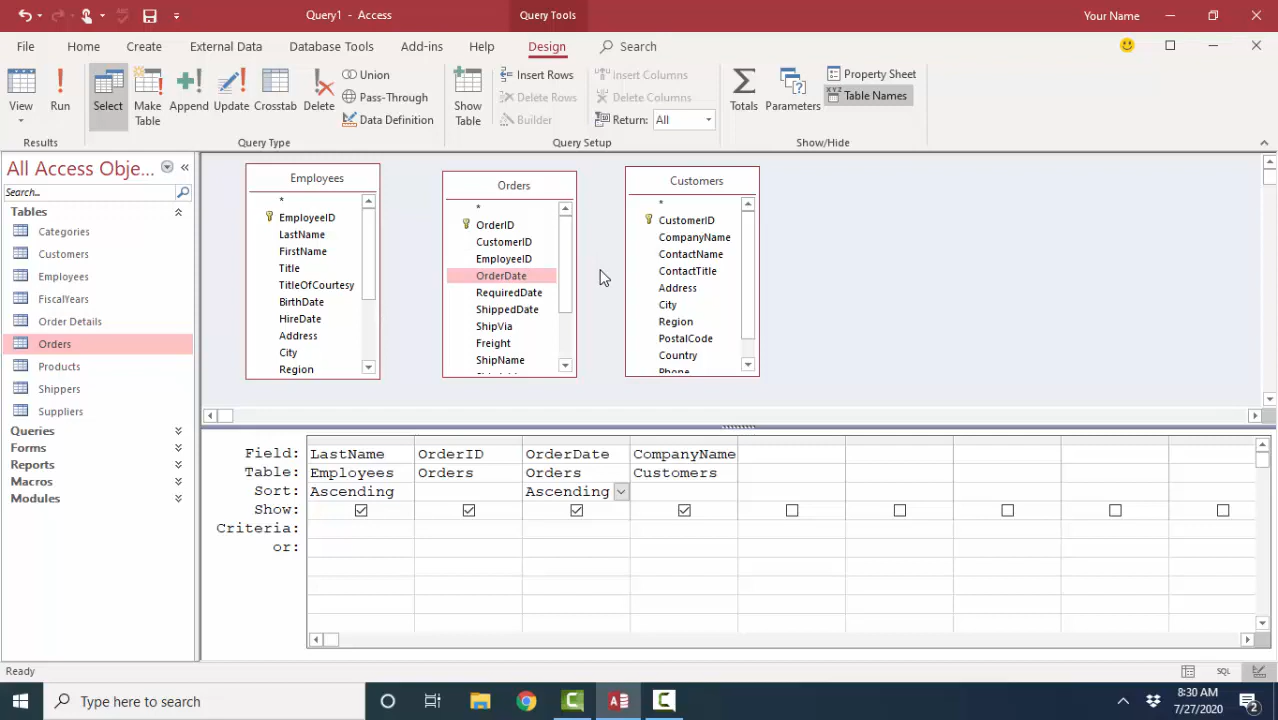 Query1 - Access
Query Tools
Your Name
File Home Create External Data Database Tools Add-ins Help Design Search
View
Run
Select
Make Table
Append
Update
Crosstab
Delete
Union
Pass-Through
Data Definition
Show Table
Insert Rows
Delete Rows
Builder
Insert Columns
Delete Columns
Return: All
Totals
Parameters
Property Sheet
XYZ
Table Names
Results
Query Type
Query Setup
Show/Hide
All Access Obje...
Search...
Tables
Categories
Customers
Employees
FiscalYears
Order Details
Orders
Products
Shippers
Suppliers
Queries
Forms
Reports
Macros
Modules
Employees
*
EmployeeID
LastName
FirstName
Title
TitleOfCourtesy
BirthDate
HireDate
Address
City
Region
Orders
*
OrderID
CustomerID
EmployeeID
OrderDate
RequiredDate
ShippedDate
ShipVia
Freight
ShipName
Customers
*
CustomerID
CompanyName
ContactName
ContactTitle
Address
City
Region
PostalCode
Country
Phone
Field: LastName OrderID OrderDate CompanyName
Table: Employees Orders Orders Customers
Sort: Ascending Ascending
Show:
Criteria:
or:
Ready
SQL
Type here to search
8:30 AM
7/27/2020
2